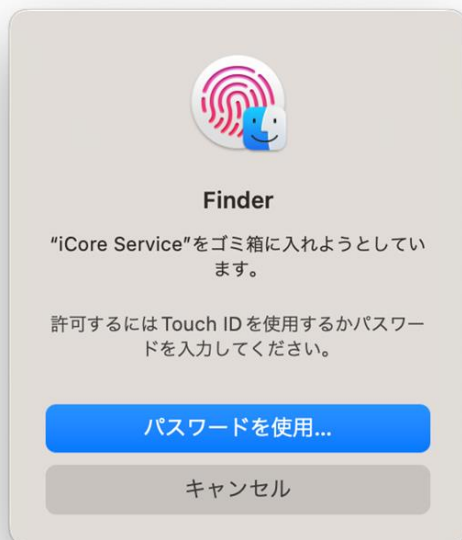 Finder
“iCore Service”をゴミ箱に入れようとしてい
ます。
許可するにはTouch IDを使用するかパスワー
ドを入力してください。
パスワードを使用...
キャンセル